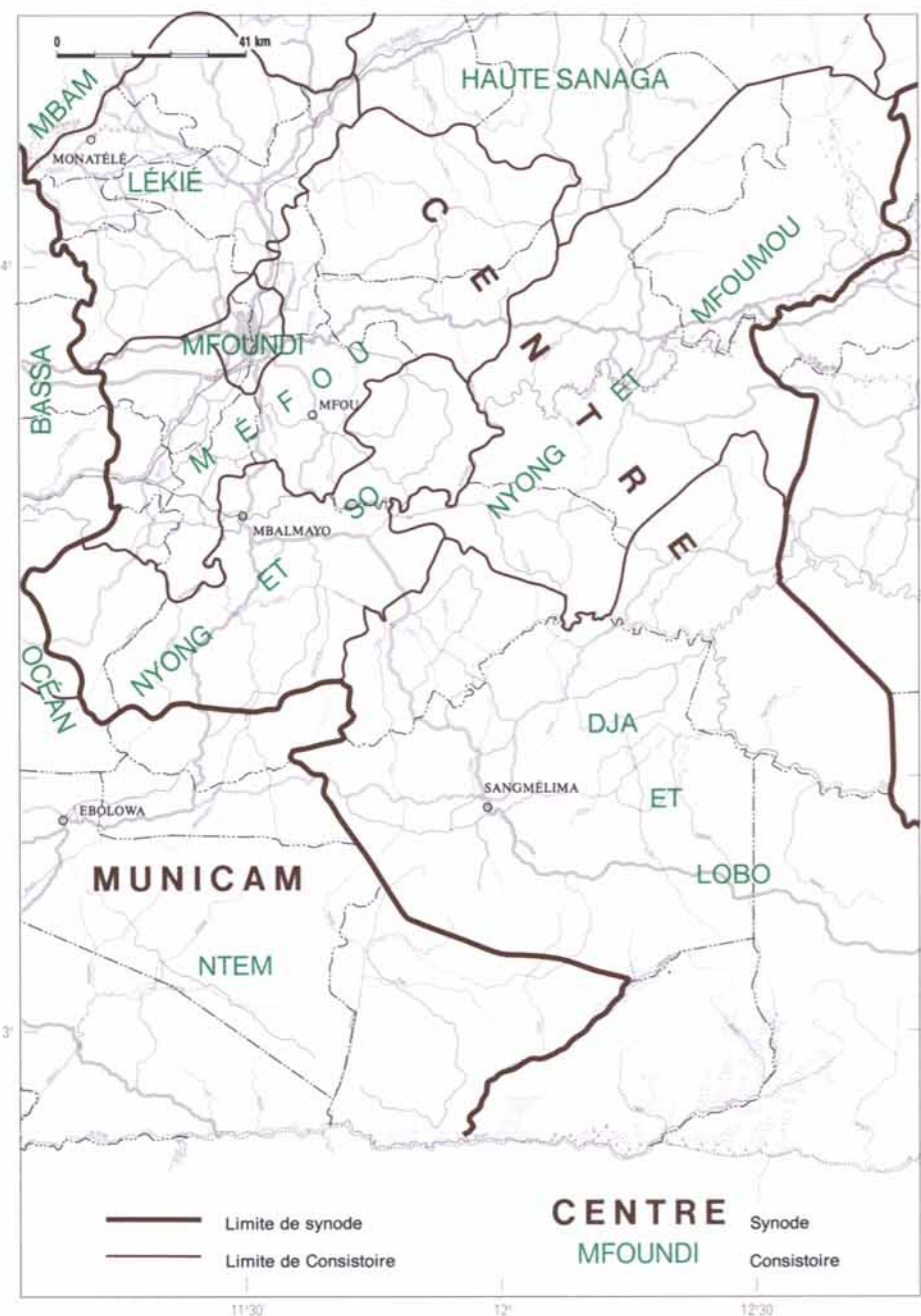 0 41 km
HAUTE SANAGA
MBAM
MONATÉLÉ
LÉKIÉ
CENTRE
4°
MFOUMOU
MFOUNDI
BASSA
MÉFOU
MFOU
ET
NYONG
SO
MBALMAYO
ET
NYONG
OCÉAN
DJA
SANGMÉLIMA
ET
EBOLOWA
LOBO
MUNICAM
NTEM
3°
Limite de synode
CENTRE Synode
Limite de Consistoire
MFOUNDI Consistoire
11°30 12° 12°30